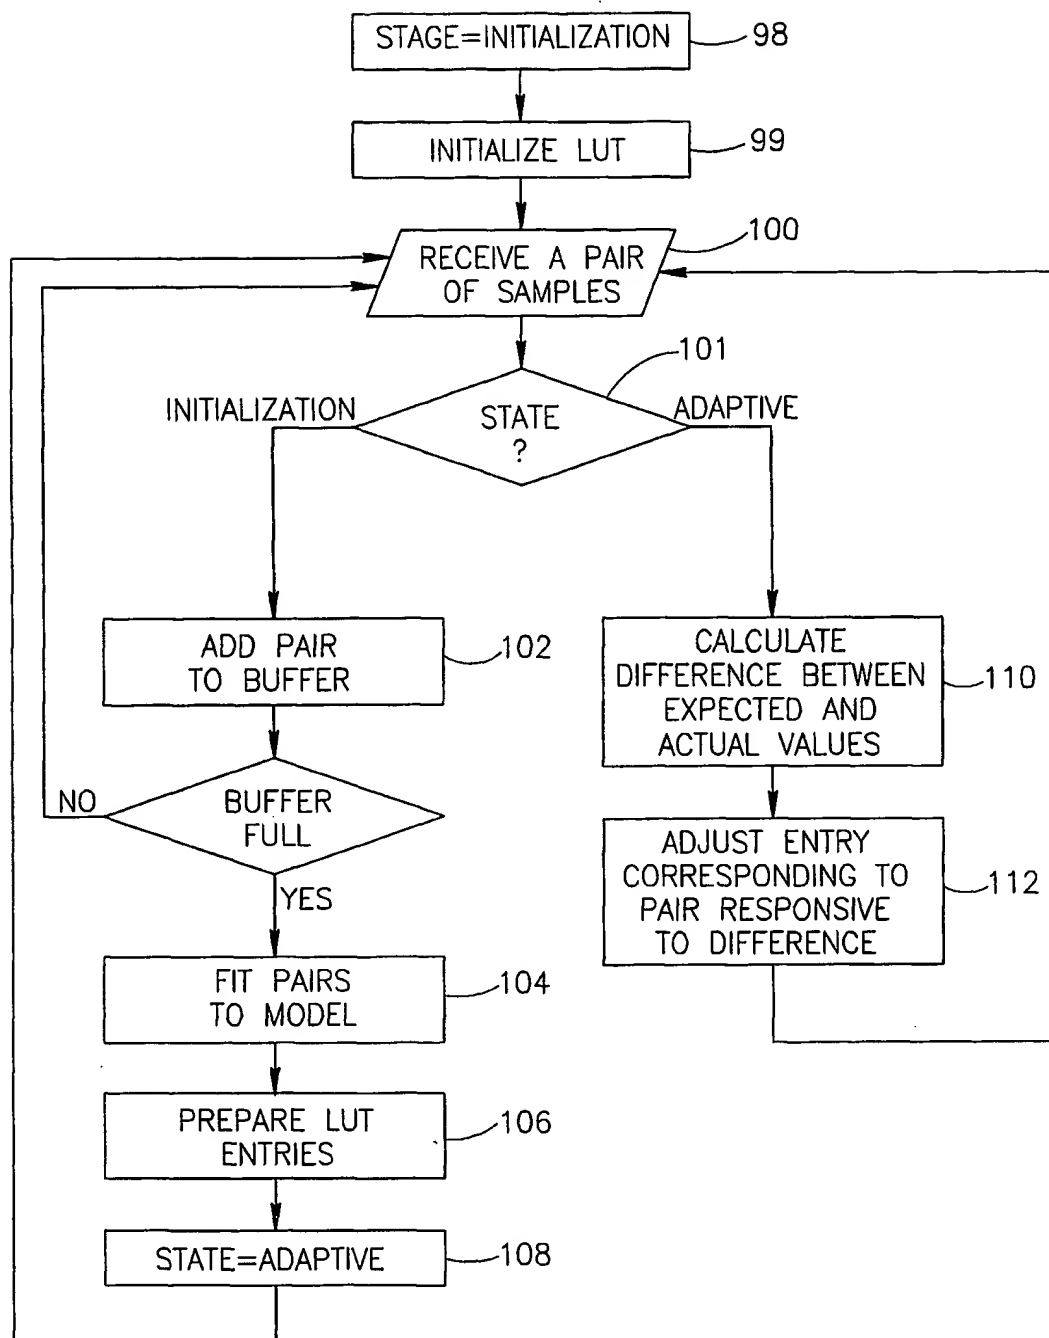 STAGE=INITIALIZATION
98
INITIALIZE LUT
99
RECEIVE A PAIR
OF SAMPLES
100
STATE
?
101
INITIALIZATION
ADAPTIVE
ADD PAIR
TO BUFFER
102
BUFFER
FULL
NO
YES
FIT PAIRS
TO MODEL
104
PREPARE LUT
ENTRIES
106
STATE=ADAPTIVE
108
CALCULATE
DIFFERENCE BETWEEN
EXPECTED AND
ACTUAL VALUES
110
ADJUST ENTRY
CORRESPONDING TO
PAIR RESPONSIVE
TO DIFFERENCE
112